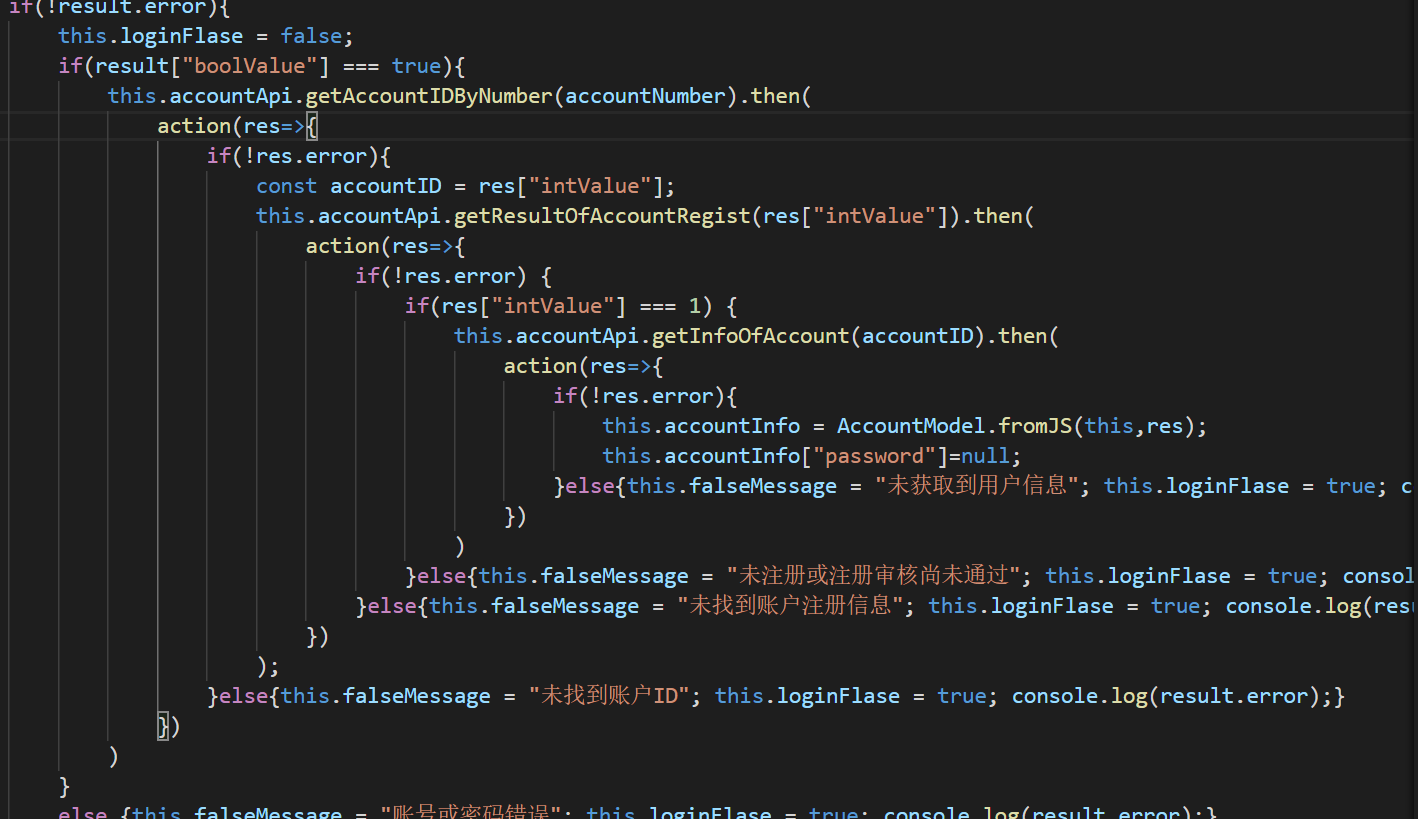 if(!result.error){
this.loginFlase = false;
if(result["boolValue"] === true){
this.accountApi.getAccountIDByNumber(accountNumber).then(
action(res=>{
if(!res.error){
const accountID = res["intValue"];
this.accountApi.getResultOfAccountRegist(res["intValue"]).then(
action(res=>{
if(!res.error) {
if(res["intValue"] === 1) {
this.accountApi.getInfoOfAccount(accountID).then(
action(res=>{
if(!res.error){
this.accountInfo = AccountModel.fromJS(this,res);
this.accountInfo["password"]=null;
}else{this.falseMessage = "未获取到用户信息"; this.loginFlase = true; c
})
)
}else{this.falseMessage = "未注册或注册审核尚未通过"; this.loginFlase = true; consol
}else{this.falseMessage = "未找到账户注册信息"; this.loginFlase = true; console.log(res
})
);
}else{this.falseMessage = "未找到账户ID"; this.loginFlase = true; console.log(result.error);}
})
)
}
else {this.falseMessage = "账号或密码错误"; this.loginFlase = true; console.log(result.error);}